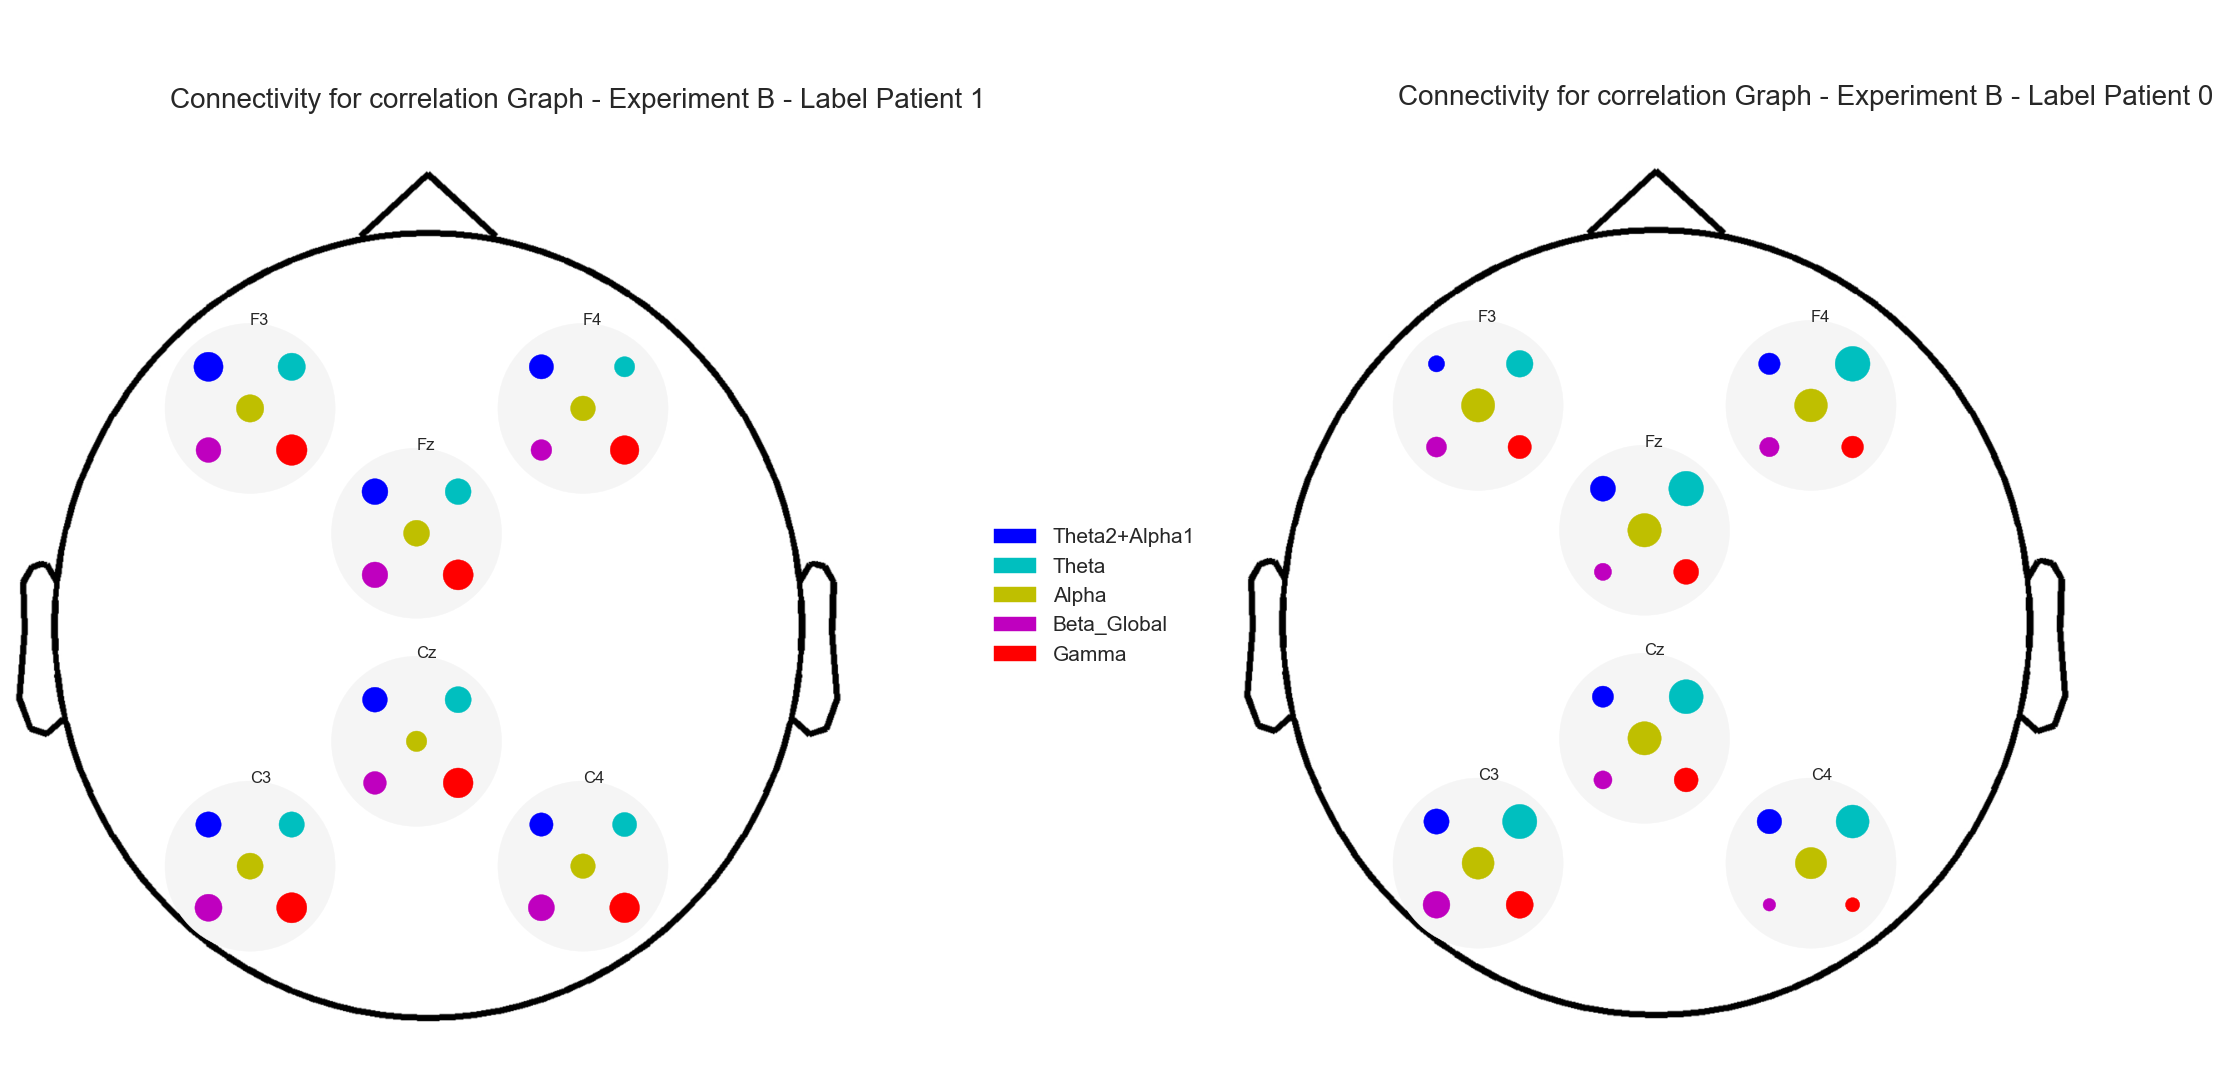 Connectivity for correlation Graph - Experiment B - Label Patient 1
F3
F4
Fz
Cz
C3
C4
Theta2+Alpha1
Theta
Alpha
Beta_Global
Gamma
Connectivity for correlation Graph - Experiment B - Label Patient 0
F3
F4
Fz
Cz
C3
C4